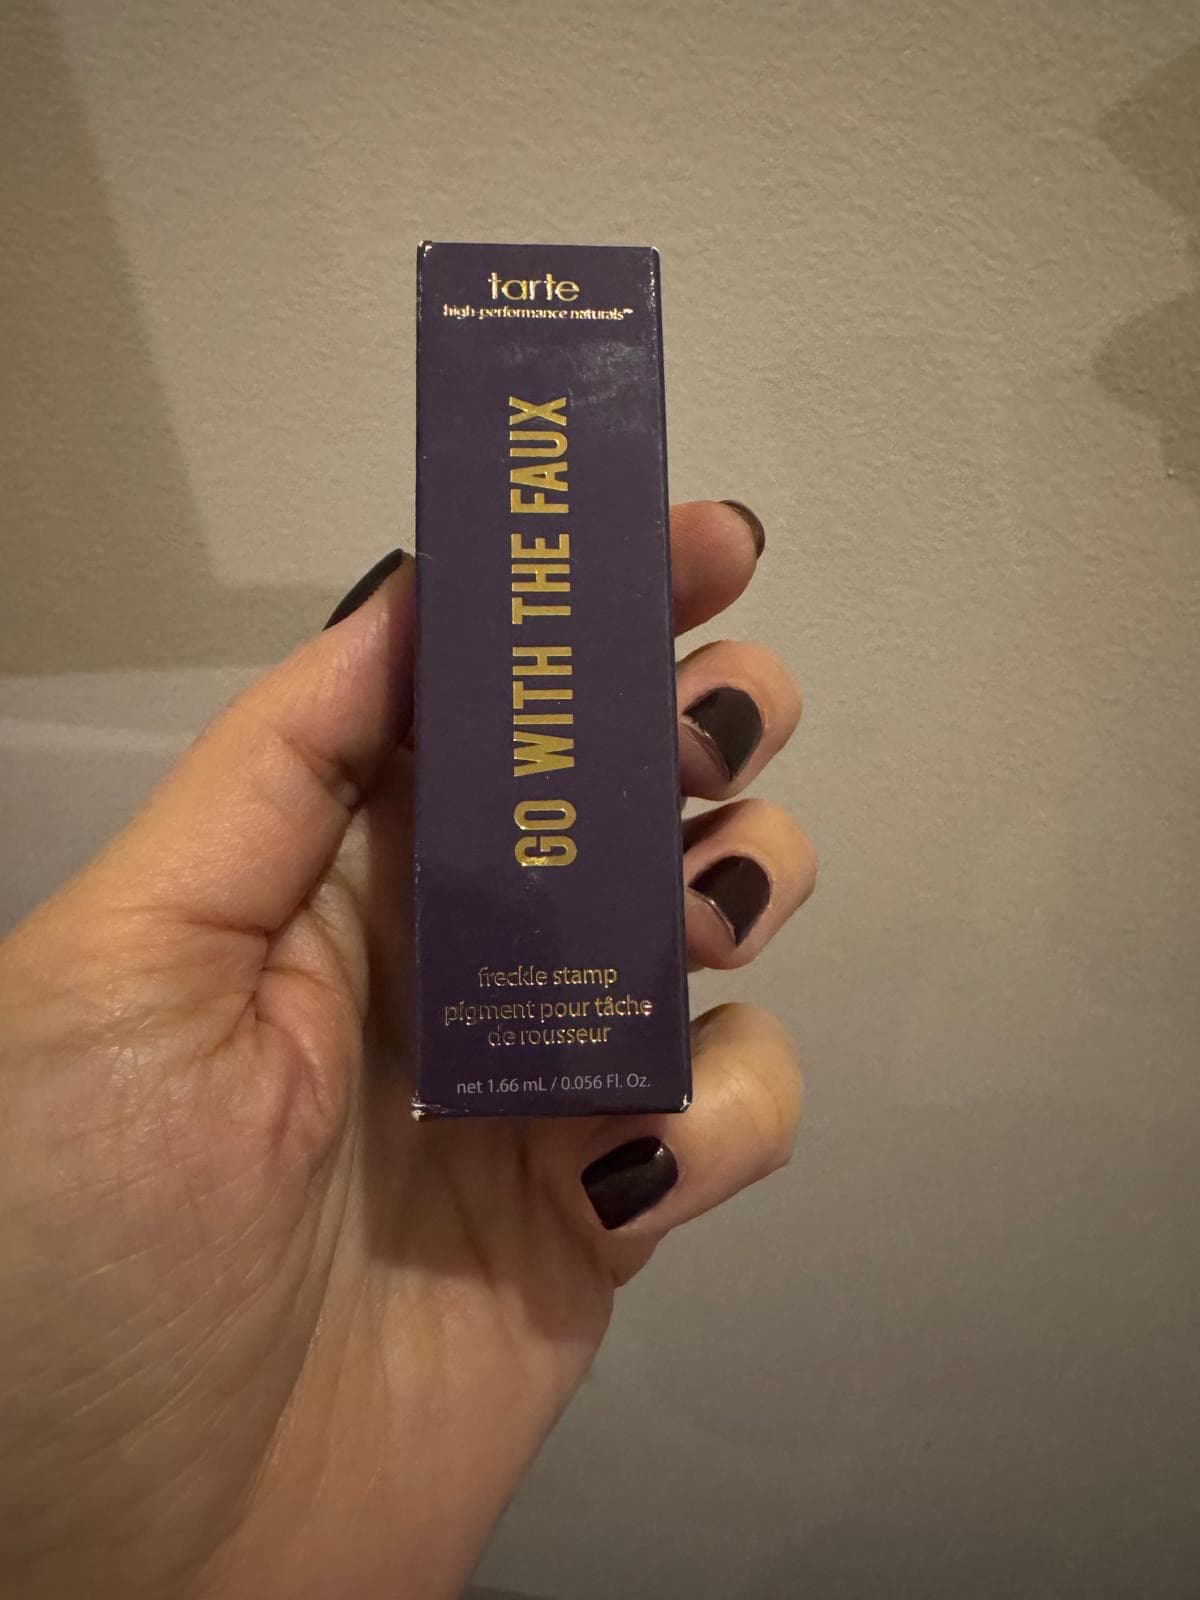 tarte
high-performance naturals™
GO WITH THE FAUX
freckle stamp
pigment pour tâche
de rousseur
net 1.66 mL / 0.056 Fl. Oz.